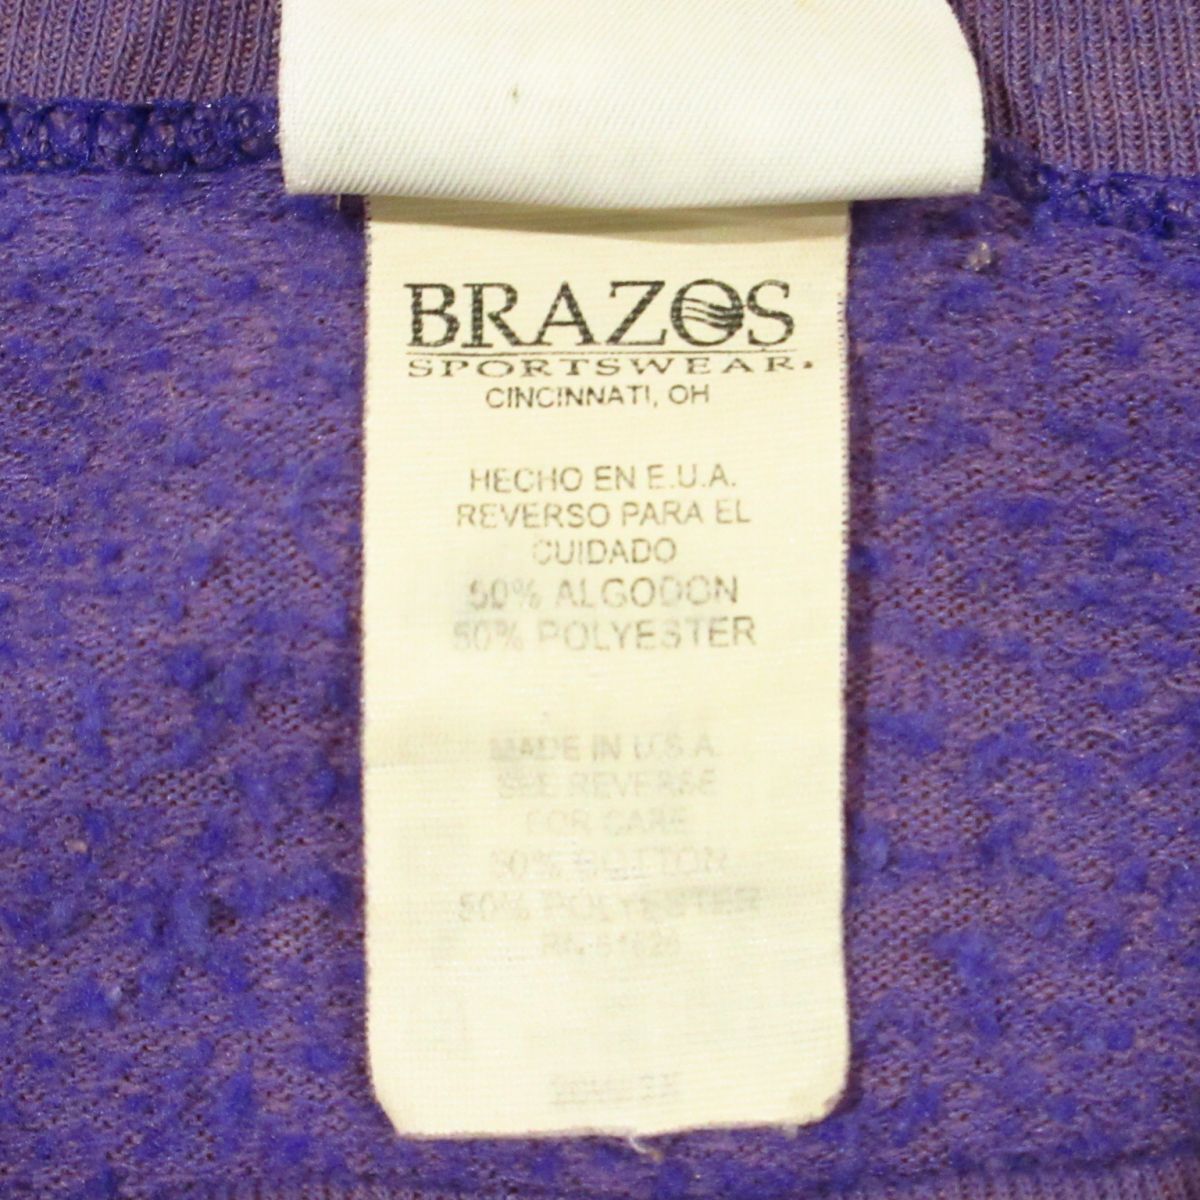 BRAZOS
SPORTSWEAR.
CINCINNATI, OH
HECHO EN E.U.A.
REVERSO PARA EL
CUIDADO
50% ALGODON
50% POLYESTER
MADE IN U.S.A.
SEE REVERSE
FOR CARE
50% COTTON
50% POLYESTER
RN